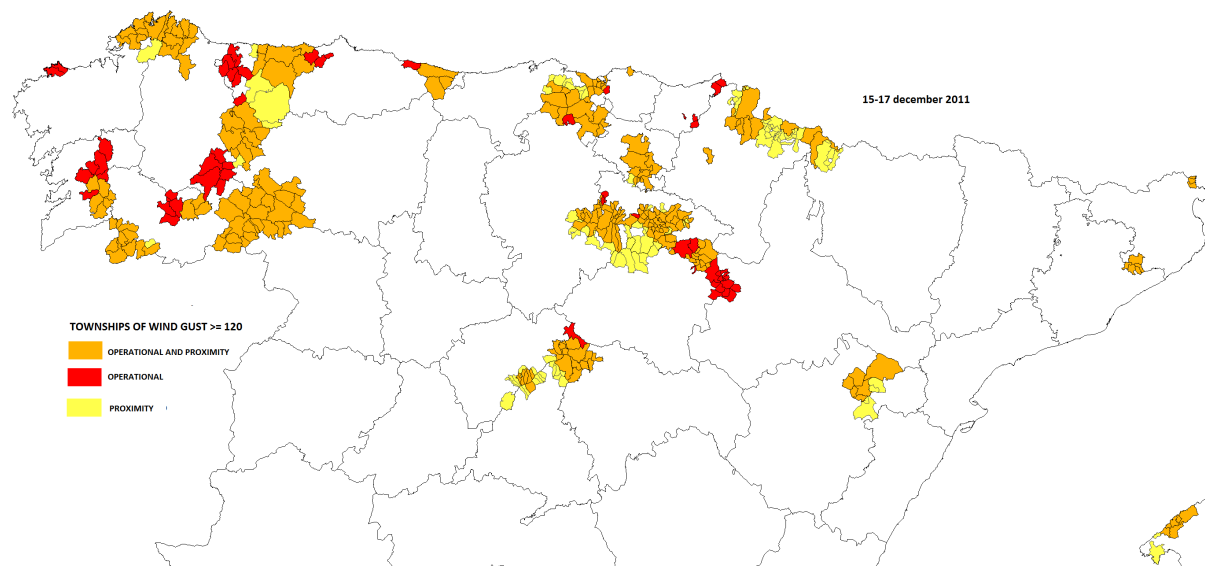 15-17 december 2011
TOWNSHIPS OF WIND GUST >= 120
OPERATIONAL AND PROXIMITY
OPERATIONAL
PROXIMITY